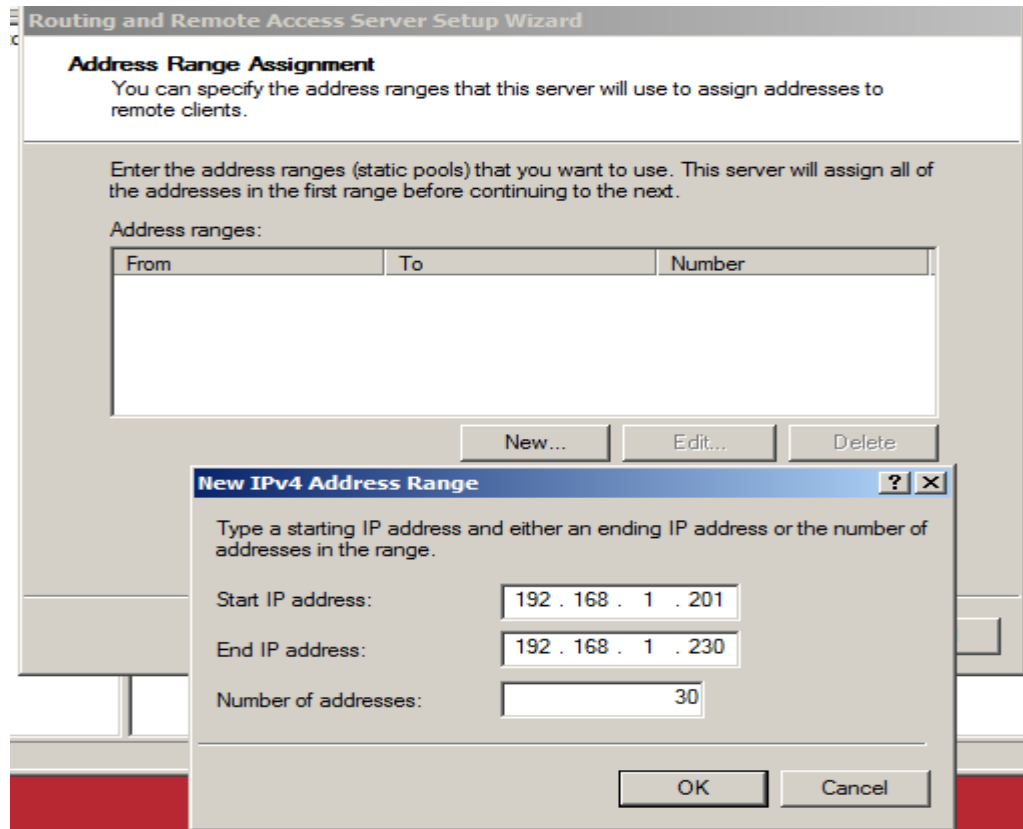 Routing and Remote Access Server Setup Wizard
Address Range Assignment
You can specify the address ranges that this server will use to assign addresses to
remote clients.
Enter the address ranges (static pools) that you want to use. This server will assign all of
the addresses in the first range before continuing to the next.
Address ranges:
From To Number
New... Edit... Delete
New IPv4 Address Range
Type a starting IP address and either an ending IP address or the number of
addresses in the range.
Start IP address: 192 . 168 . 1 . 201
End IP address: 192 . 168 . 1 . 230
Number of addresses: 30
OK Cancel